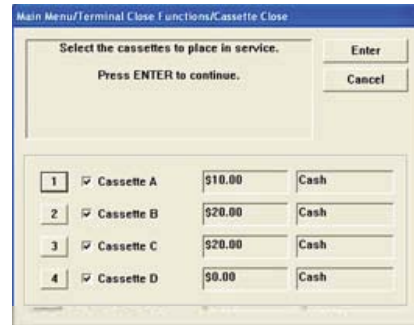 Main Menu/Terminal Close Functions/Cassette Close
Select the cassettes to place in service.
Press ENTER to continue.
Enter
Cancel
1 Cassette A $10.00 Cash
2 Cassette B $20.00 Cash
3 Cassette C $20.00 Cash
4 Cassette D $0.00 Cash